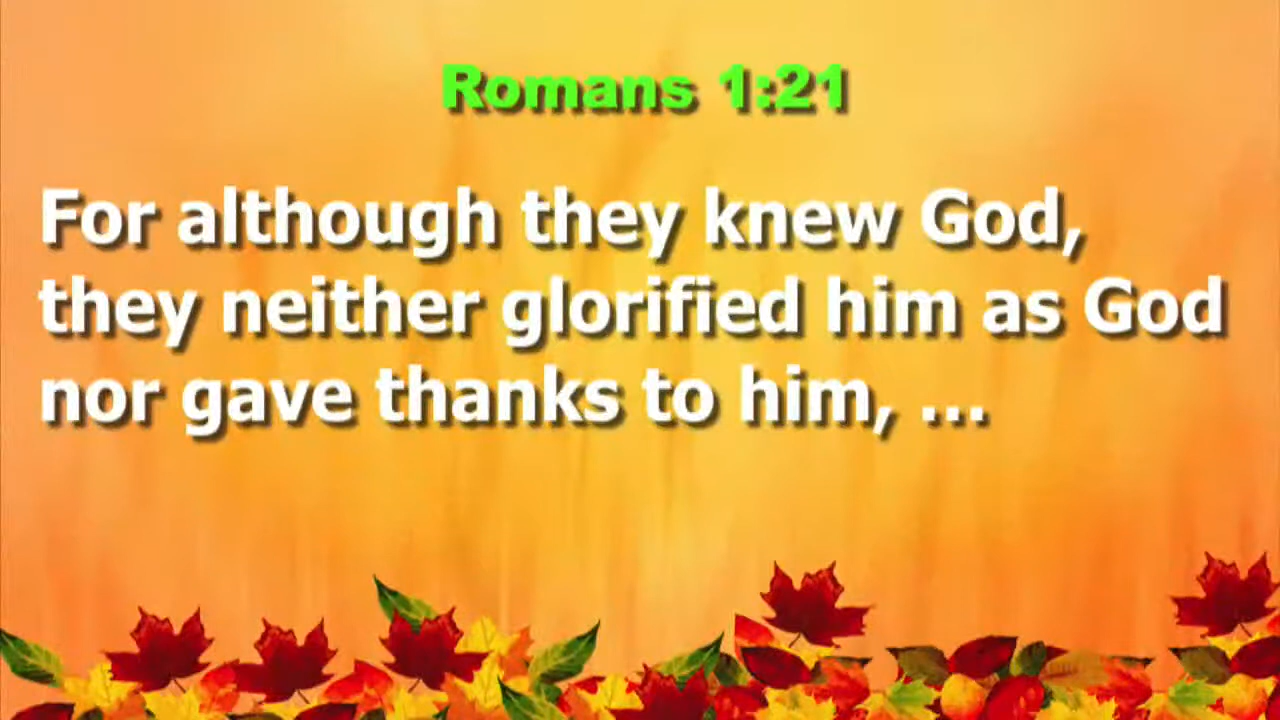 Romans 1:21
For although they knew God,
they neither glorified him as God
nor gave thanks to him, ...